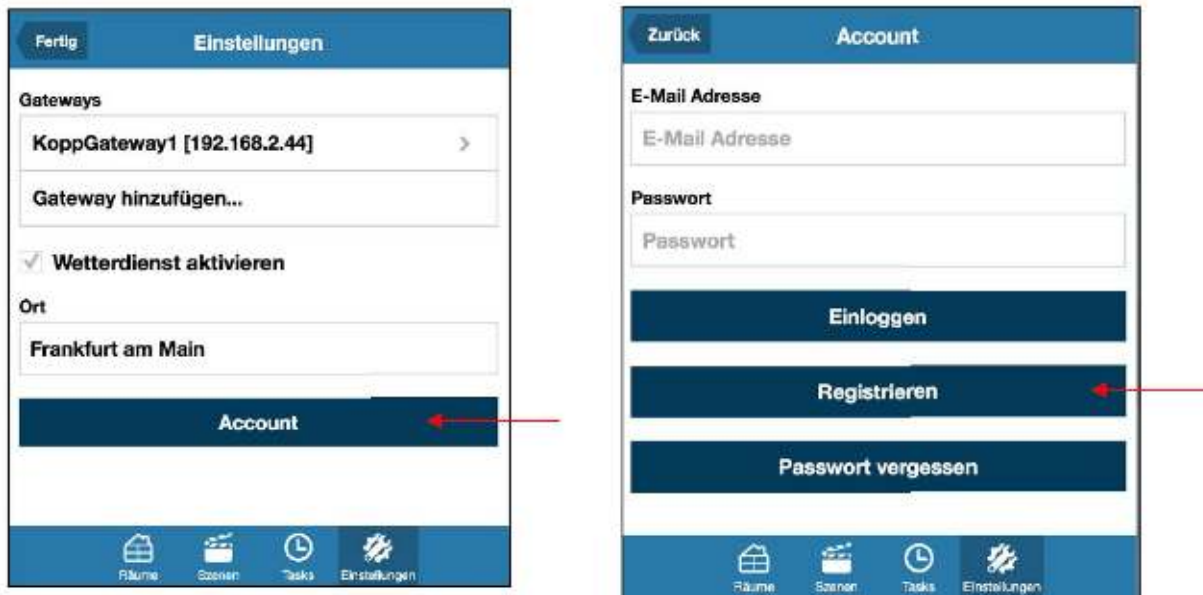 Fertig
Einstellungen
Gateways
KoppGateway1 [192.168.2.44]
Gateway hinzufügen...
Wetterdienst aktivieren
Ort
Frankfurt am Main
Account
Räume
Szenen
Tasks
Einstellungen
Zurück
Account
E-Mail Adresse
E-Mail Adresse
Passwort
Passwort
Einloggen
Registrieren
Passwort vergessen
Räume
Szenen
Tasks
Einstellungen